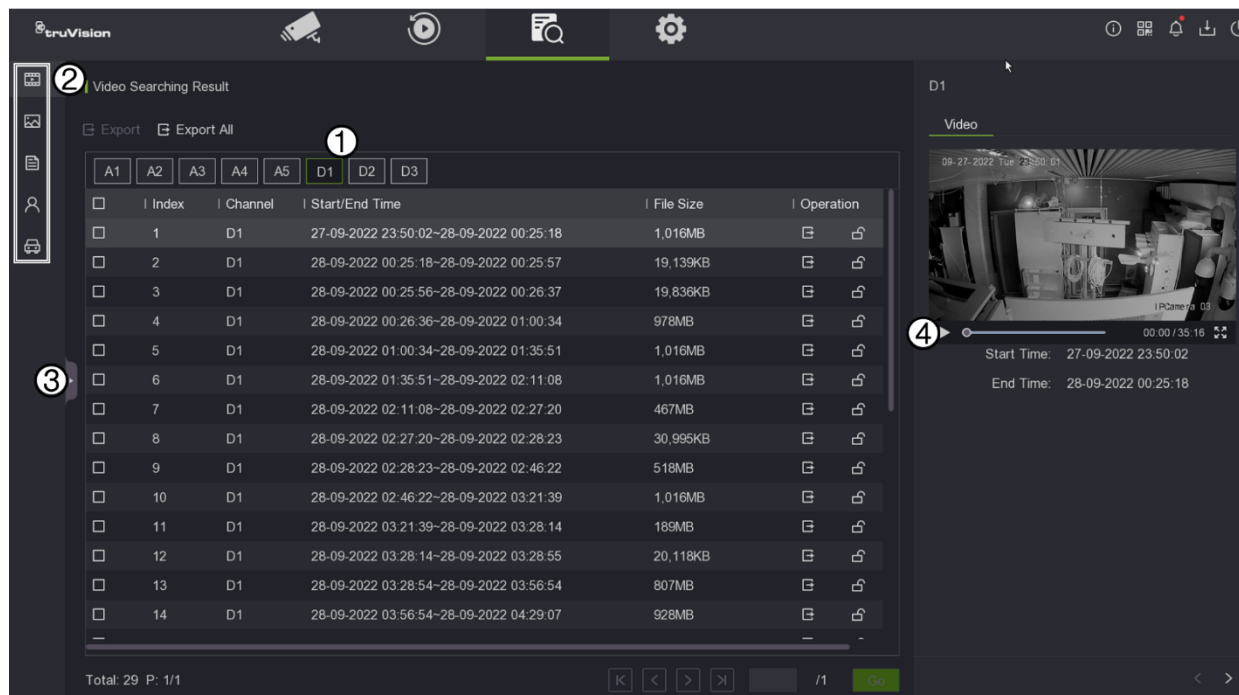 truVision
② Video Searching Result
Export Export All
①
A1 A2 A3 A4 A5 D1 D2 D3
Index Channel Start/End Time File Size Operation
1 D1 27-09-2022 23:50:02~28-09-2022 00:25:18 1,016MB
2 D1 28-09-2022 00:25:18~28-09-2022 00:25:57 19,139KB
3 D1 28-09-2022 00:25:56~28-09-2022 00:26:37 19,836KB
4 D1 28-09-2022 00:26:36~28-09-2022 01:00:34 978MB
5 D1 28-09-2022 01:00:34~28-09-2022 01:35:51 1,016MB
③
6 D1 28-09-2022 01:35:51~28-09-2022 02:11:08 1,016MB
7 D1 28-09-2022 02:11:08~28-09-2022 02:27:20 467MB
8 D1 28-09-2022 02:27:20~28-09-2022 02:28:23 30,995KB
9 D1 28-09-2022 02:28:23~28-09-2022 02:46:22 518MB
10 D1 28-09-2022 02:46:22~28-09-2022 03:21:39 1,016MB
11 D1 28-09-2022 03:21:39~28-09-2022 03:28:14 189MB
12 D1 28-09-2022 03:28:14~28-09-2022 03:28:55 20,118KB
13 D1 28-09-2022 03:28:54~28-09-2022 03:56:54 807MB
14 D1 28-09-2022 03:56:54~28-09-2022 04:29:07 928MB
Total: 29 P: 1/1
/1 Go
D1
Video
09-27-2022 Tue
IPCamera 03
④ 00:00 / 35:16
Start Time: 27-09-2022 23:50:02
End Time: 28-09-2022 00:25:18